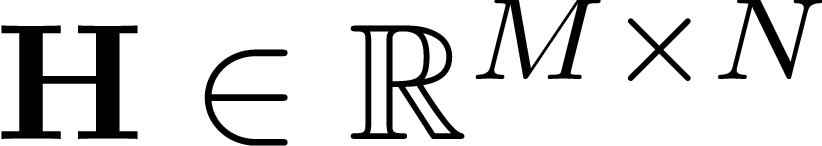 𝐇 ∈ ℝ^{M×N}